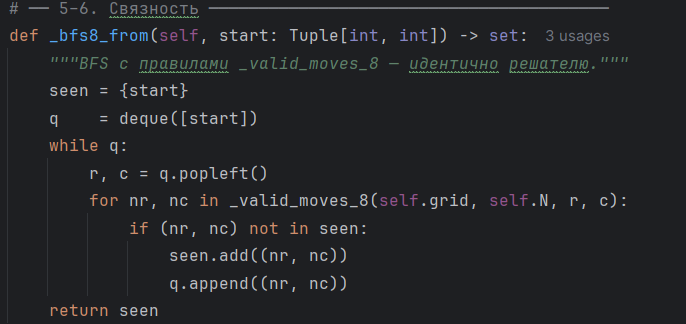 # —— 5–6. Связность ————————————————————————————————————————
def _bfs8_from(self, start: Tuple[int, int]) -> set:  3 usages
    """BFS с правилами _valid_moves_8 — идентично решателю."""
    seen = {start}
    q    = deque([start])
    while q:
        r, c = q.popleft()
        for nr, nc in _valid_moves_8(self.grid, self.N, r, c):
            if (nr, nc) not in seen:
                seen.add((nr, nc))
                q.append((nr, nc))
    return seen